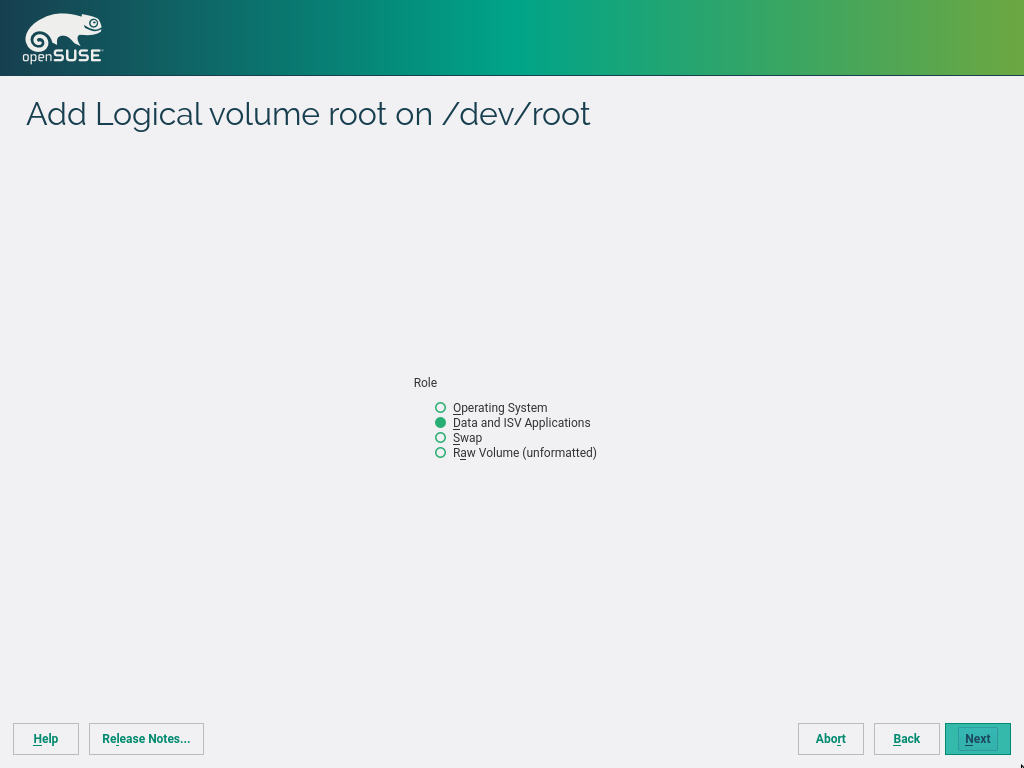 openSUSE
Add Logical volume root on /dev/root
Role
Operating System
Data and ISV Applications
Swap
Raw Volume (unformatted)
Help
Release Notes...
Abort
Back
Next